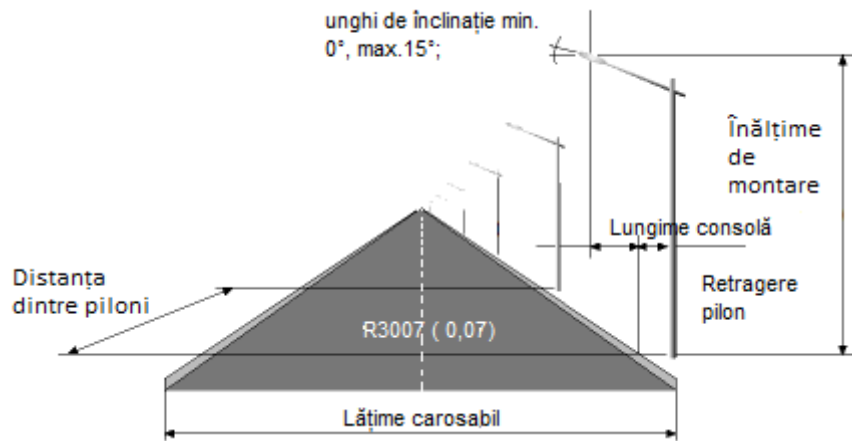 unghi de înclinație min.
0°, max.15°;
Înălțime
de
montare
Lungime consolă
Distanța
dintre piloni
Retragere
pilon
R3007 ( 0,07)
Lățime carosabil